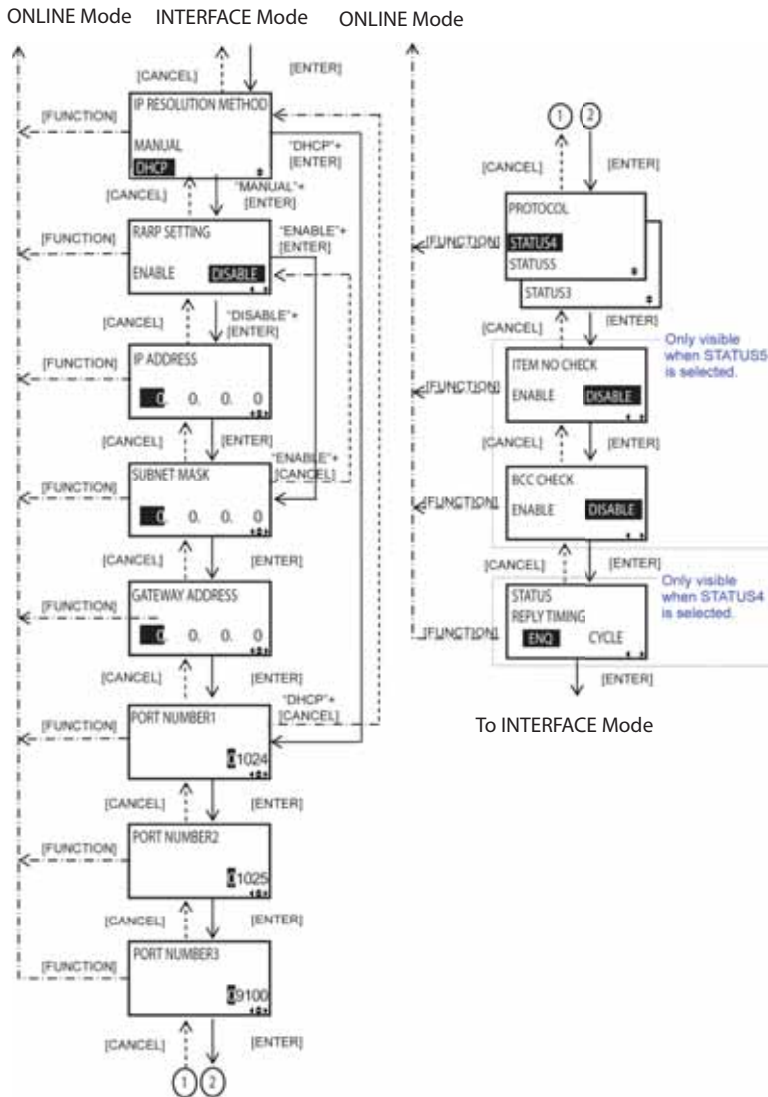 ONLINE Mode INTERFACE Mode ONLINE Mode
[CANCEL]
[ENTER]
IP RESOLUTION METHOD
[FUNCTION]
MANUAL
DHCP
"DHCP"+
[ENTER]
[CANCEL]
"MANUAL"+
[ENTER]
RARP SETTING
[FUNCTION]
ENABLE DISABLE
"ENABLE"+
[ENTER]
[CANCEL]
"DISABLE"+
[ENTER]
IP ADDRESS
[FUNCTION]
0. 0. 0. 0
[CANCEL]
[ENTER]
"ENABLE"+
[CANCEL]
SUBNET MASK
[FUNCTION]
0. 0. 0. 0
[CANCEL]
[ENTER]
GATEWAY ADDRESS
[FUNCTION]
0. 0. 0. 0
[CANCEL]
[ENTER]
"DHCP"+
[CANCEL]
PORT NUMBER1
[FUNCTION]
01024
[CANCEL]
[ENTER]
PORT NUMBER2
[FUNCTION]
01025
[CANCEL]
[ENTER]
PORT NUMBER3
[FUNCTION]
09100
[CANCEL]
[ENTER]
1 2
1 2
[CANCEL]
[ENTER]
PROTOCOL
[FUNCTION]
STATUS4
STATUS5
STATUS3
[CANCEL]
[ENTER]
Only visible
when STATUS5
is selected.
ITEM NO CHECK
[FUNCTION]
ENABLE DISABLE
[CANCEL]
[ENTER]
BCC CHECK
[FUNCTION]
ENABLE DISABLE
[CANCEL]
[ENTER]
Only visible
when STATUS4
is selected.
STATUS
REPLY TIMING
[FUNCTION]
ENQ CYCLE
[ENTER]
To INTERFACE Mode